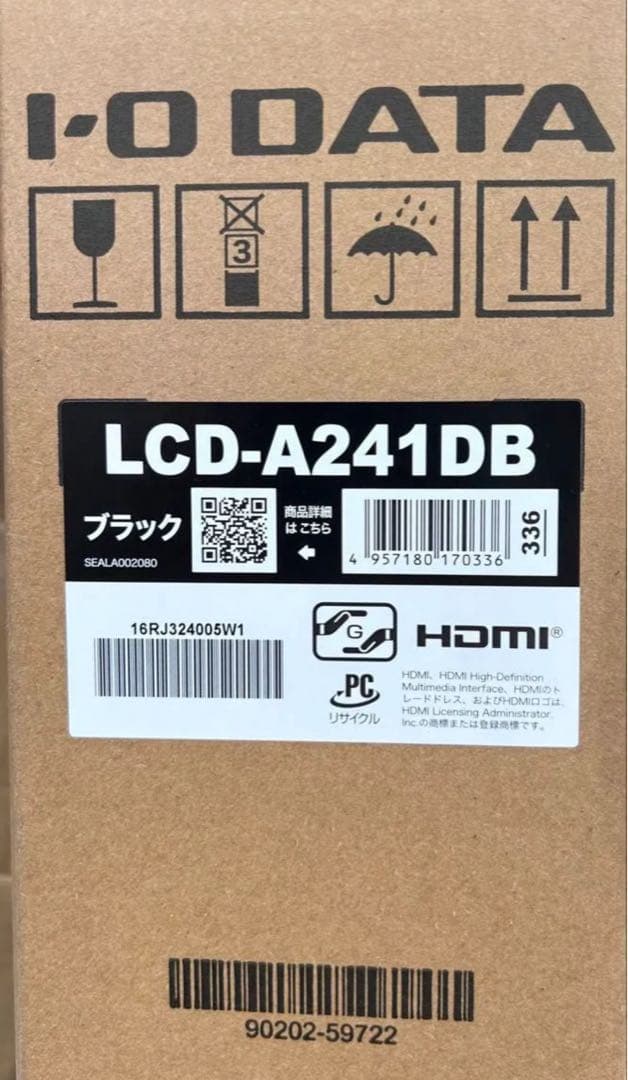 I-O DATA
3
LCD-A241DB
ブラック
商品詳細
はこちら
SEALA002080
4 957180 170336
336
16RJ324005W1
G
HDMI®
PC
リサイクル
HDMI、HDMI High-Definition
Multimedia Interface、HDMIのト
レードドレス、およびHDMIロゴは、
HDMI Licensing Administrator,
Inc.の商標または登録商標です。
90202-59722